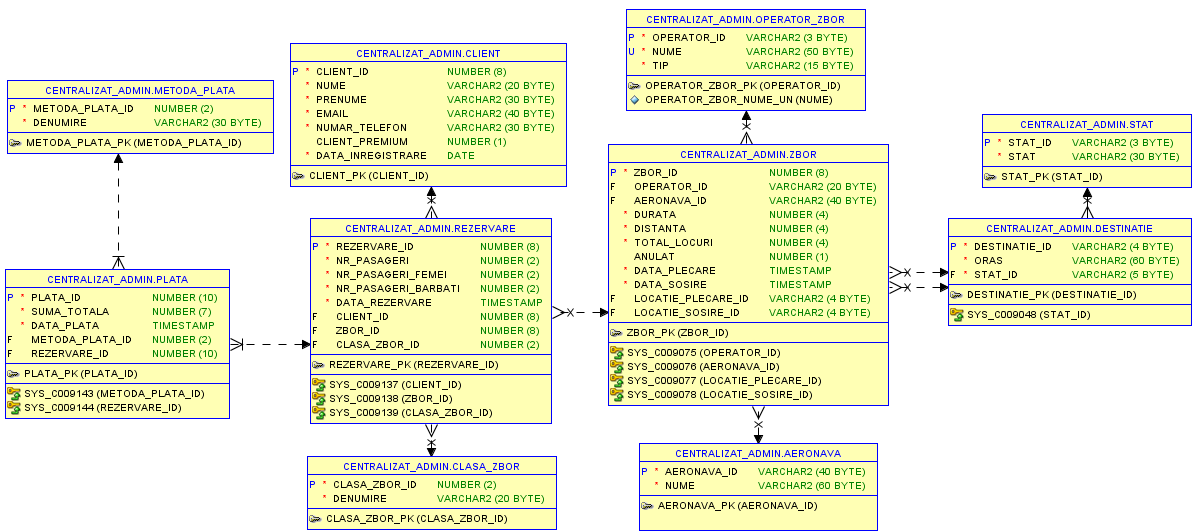 CENTRALIZAT_ADMIN.METODA_PLATA
P * METODA_PLATA_ID NUMBER (2)
* DENUMIRE VARCHAR2 (30 BYTE)
METODA_PLATA_PK (METODA_PLATA_ID)
CENTRALIZAT_ADMIN.PLATA
P * PLATA_ID NUMBER (10)
* SUMA_TOTALA NUMBER (7)
* DATA_PLATA TIMESTAMP
F METODA_PLATA_ID NUMBER (2)
F REZERVARE_ID NUMBER (10)
PLATA_PK (PLATA_ID)
SYS_C009143 (METODA_PLATA_ID)
SYS_C009144 (REZERVARE_ID)
CENTRALIZAT_ADMIN.CLIENT
P * CLIENT_ID NUMBER (8)
* NUME VARCHAR2 (20 BYTE)
* PRENUME VARCHAR2 (30 BYTE)
* EMAIL VARCHAR2 (40 BYTE)
* NUMAR_TELEFON VARCHAR2 (30 BYTE)
CLIENT_PREMIUM NUMBER (1)
* DATA_INREGISTRARE DATE
CLIENT_PK (CLIENT_ID)
CENTRALIZAT_ADMIN.REZERVARE
P * REZERVARE_ID NUMBER (8)
* NR_PASAGERI NUMBER (2)
* NR_PASAGERI_FEMEI NUMBER (2)
* NR_PASAGERI_BARBATI NUMBER (2)
* DATA_REZERVARE TIMESTAMP
F CLIENT_ID NUMBER (8)
F ZBOR_ID NUMBER (8)
F CLASA_ZBOR_ID NUMBER (2)
REZERVARE_PK (REZERVARE_ID)
SYS_C009137 (CLIENT_ID)
SYS_C009138 (ZBOR_ID)
SYS_C009139 (CLASA_ZBOR_ID)
CENTRALIZAT_ADMIN.CLASA_ZBOR
P * CLASA_ZBOR_ID NUMBER (2)
* DENUMIRE VARCHAR2 (20 BYTE)
CLASA_ZBOR_PK (CLASA_ZBOR_ID)
CENTRALIZAT_ADMIN.OPERATOR_ZBOR
P * OPERATOR_ID VARCHAR2 (3 BYTE)
U * NUME VARCHAR2 (50 BYTE)
* TIP VARCHAR2 (15 BYTE)
OPERATOR_ZBOR_PK (OPERATOR_ID)
OPERATOR_ZBOR_NUME_UN (NUME)
CENTRALIZAT_ADMIN.ZBOR
P * ZBOR_ID NUMBER (8)
F OPERATOR_ID VARCHAR2 (20 BYTE)
F AERONAVA_ID VARCHAR2 (40 BYTE)
* DURATA NUMBER (4)
* DISTANTA NUMBER (4)
* TOTAL_LOCURI NUMBER (4)
ANULAT NUMBER (1)
* DATA_PLECARE TIMESTAMP
* DATA_SOSIRE TIMESTAMP
F LOCATIE_PLECARE_ID VARCHAR2 (4 BYTE)
F LOCATIE_SOSIRE_ID VARCHAR2 (4 BYTE)
ZBOR_PK (ZBOR_ID)
SYS_C009075 (OPERATOR_ID)
SYS_C009076 (AERONAVA_ID)
SYS_C009077 (LOCATIE_PLECARE_ID)
SYS_C009078 (LOCATIE_SOSIRE_ID)
CENTRALIZAT_ADMIN.AERONAVA
P * AERONAVA_ID VARCHAR2 (40 BYTE)
* NUME VARCHAR2 (60 BYTE)
AERONAVA_PK (AERONAVA_ID)
CENTRALIZAT_ADMIN.STAT
P * STAT_ID VARCHAR2 (3 BYTE)
* STAT VARCHAR2 (30 BYTE)
STAT_PK (STAT_ID)
CENTRALIZAT_ADMIN.DESTINATIE
P * DESTINATIE_ID VARCHAR2 (4 BYTE)
* ORAS VARCHAR2 (60 BYTE)
F * STAT_ID VARCHAR2 (5 BYTE)
DESTINATIE_PK (DESTINATIE_ID)
SYS_C009048 (STAT_ID)